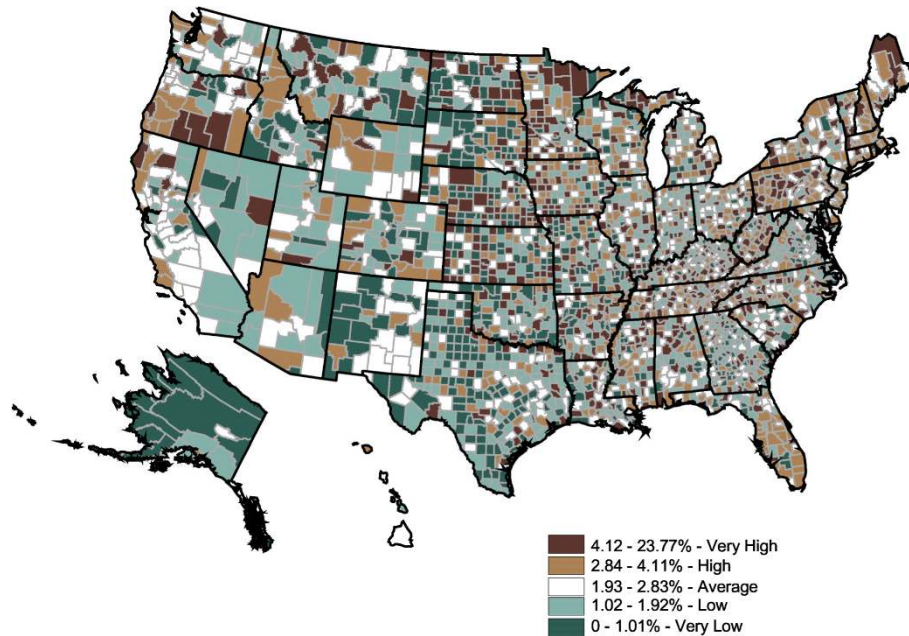 4.12 - 23.77% - Very High
2.84 - 4.11% - High
1.93 - 2.83% - Average
1.02 - 1.92% - Low
0 - 1.01% - Very Low